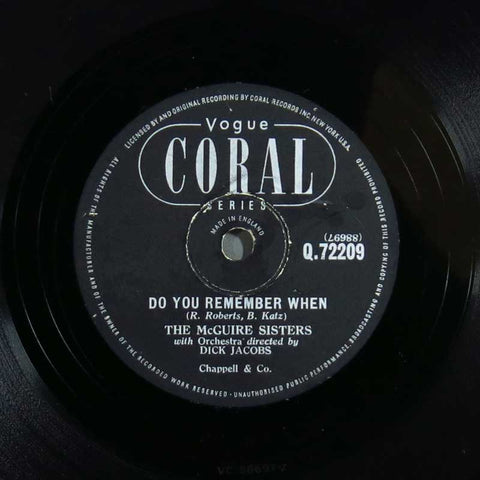 LICENSED BY AND ORIGINAL RECORDING BY CORAL RECORDS INC. NEW YORK U.S.A.
Vogue
CORAL
SERIES
MADE IN ENGLAND
(L6988)
Q.72209
DO YOU REMEMBER WHEN
(R. Roberts, B. Katz)
THE McGUIRE SISTERS
with Orchestra directed by
DICK JACOBS
Chappell & Co.
ALL RIGHTS OF THE MANUFACTURER AND OF THE OWNER OF THE RECORDED WORK RESERVED · UNAUTHORISED PUBLIC PERFORMANCE BROADCASTING AND COPYING OF THIS RECORD PROHIBITED